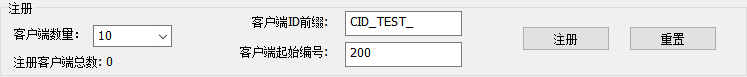 注册
客户端数量: 10
注册客户端总数: 0
客户端ID前缀: CID_TEST_
客户端起始编号: 200
注册 重置